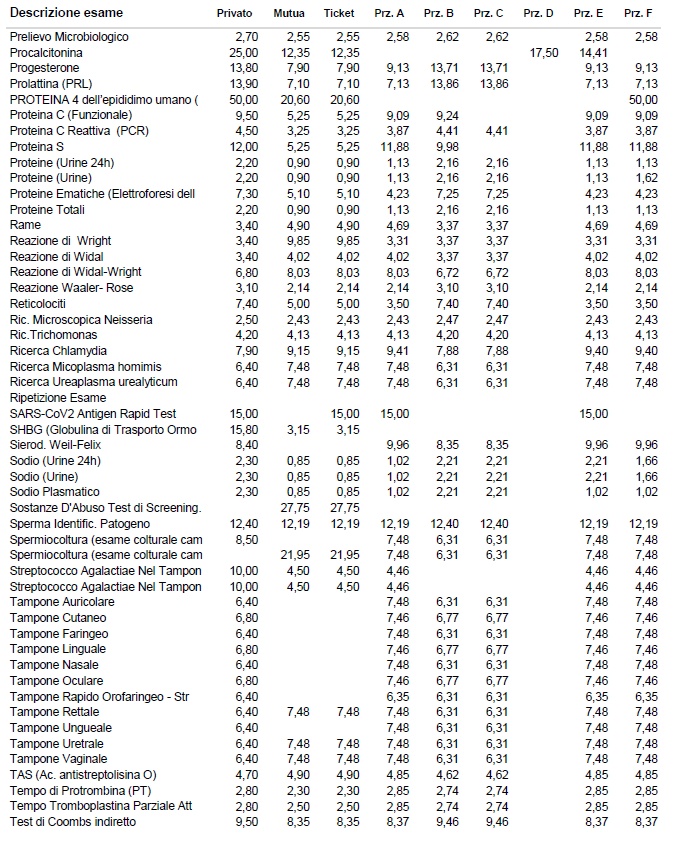 Descrizione esame Privato Mutua Ticket Prz. A Prz. B Prz. C Prz. D Prz. E Prz. F
Prelievo Microbiologico 2,70 2,55 2,55 2,58 2,62 2,62 2,58 2,58
Procalcitonina 25,00 12,35 12,35 17,50 14,41
Progesterone 13,80 7,90 7,90 9,13 13,71 13,71 9,13 9,13
Prolattina (PRL) 13,90 7,10 7,10 7,13 13,86 13,86 7,13 7,13
PROTEINA 4 dell'epididimo umano ( 50,00 20,60 20,60 50,00
Proteina C (Funzionale) 9,50 5,25 5,25 9,09 9,24 9,09 9,09
Proteina C Reattiva (PCR) 4,50 3,25 3,25 3,87 4,41 4,41 3,87 3,87
Proteina S 12,00 5,25 5,25 11,88 9,98 11,88 11,88
Proteine (Urine 24h) 2,20 0,90 0,90 1,13 2,16 2,16 1,13 1,13
Proteine (Urine) 2,20 0,90 0,90 1,13 2,16 2,16 1,13 1,62
Proteine Ematiche (Elettroforesi dell 7,30 5,10 5,10 4,23 7,25 7,25 4,23 4,23
Proteine Totali 2,20 0,90 0,90 1,13 2,16 2,16 1,13 1,13
Rame 3,40 4,90 4,90 4,69 3,37 3,37 4,69 4,69
Reazione di Wright 3,40 9,85 9,85 3,31 3,37 3,37 3,31 3,31
Reazione di Widal 3,40 4,02 4,02 4,02 3,37 3,37 4,02 4,02
Reazione di Widal-Wright 6,80 8,03 8,03 8,03 6,72 6,72 8,03 8,03
Reazione Waaler- Rose 3,10 2,14 2,14 2,14 3,10 3,10 2,14 2,14
Reticolociti 7,40 5,00 5,00 3,50 7,40 7,40 3,50 3,50
Ric. Microscopica Neisseria 2,50 2,43 2,43 2,43 2,47 2,47 2,43 2,43
Ric.Trichomonas 4,20 4,13 4,13 4,13 4,20 4,20 4,13 4,13
Ricerca Chlamydia 7,90 9,15 9,15 9,41 7,88 7,88 9,40 9,40
Ricerca Micoplasma homimis 6,40 7,48 7,48 7,48 6,31 6,31 7,48 7,48
Ricerca Ureaplasma urealyticum 6,40 7,48 7,48 7,48 6,31 6,31 7,48 7,48
Ripetizione Esame
SARS-CoV2 Antigen Rapid Test 15,00 15,00 15,00 15,00
SHBG (Globulina di Trasporto Ormo 15,80 3,15 3,15
Sierod. Weil-Felix 8,40 9,96 8,35 8,35 9,96 9,96
Sodio (Urine 24h) 2,30 0,85 0,85 1,02 2,21 2,21 2,21 1,66
Sodio (Urine) 2,30 0,85 0,85 1,02 2,21 2,21 2,21 1,66
Sodio Plasmatico 2,30 0,85 0,85 1,02 2,21 2,21 1,02 1,02
Sostanze D'Abuso Test di Screening. 27,75 27,75
Sperma Identific. Patogeno 12,40 12,19 12,19 12,19 12,40 12,40 12,19 12,19
Spermiocoltura (esame colturale cam 8,50 7,48 6,31 6,31 7,48 7,48
Spermiocoltura (esame colturale cam 21,95 21,95 7,48 6,31 6,31 7,48 7,48
Streptococco Agalactiae Nel Tampon 10,00 4,50 4,50 4,46 4,46 4,46
Streptococco Agalactiae Nel Tampon 10,00 4,50 4,50 4,46 4,46 4,46
Tampone Auricolare 6,40 7,48 6,31 6,31 7,48 7,48
Tampone Cutaneo 6,80 7,46 6,77 6,77 7,46 7,46
Tampone Faringeo 6,40 7,48 6,31 6,31 7,48 7,48
Tampone Linguale 6,80 7,46 6,77 6,77 7,46 7,46
Tampone Nasale 6,40 7,48 6,31 6,31 7,48 7,48
Tampone Oculare 6,80 7,46 6,77 6,77 7,46 7,46
Tampone Rapido Orofaringeo - Str 6,40 6,35 6,31 6,31 6,35 6,35
Tampone Rettale 6,40 7,48 7,48 7,48 6,31 6,31 7,48 7,48
Tampone Ungueale 6,40 7,48 6,31 6,31 7,48 7,48
Tampone Uretrale 6,40 7,48 7,48 7,48 6,31 6,31 7,48 7,48
Tampone Vaginale 6,40 7,48 7,48 7,48 6,31 6,31 7,48 7,48
TAS (Ac. antistreptolisina O) 4,70 4,90 4,90 4,85 4,62 4,62 4,85 4,85
Tempo di Protrombina (PT) 2,80 2,30 2,30 2,85 2,74 2,74 2,85 2,85
Tempo Tromboplastina Parziale Att 2,80 2,50 2,50 2,85 2,74 2,74 2,85 2,85
Test di Coombs indiretto 9,50 8,35 8,35 8,37 9,46 9,46 8,37 8,37